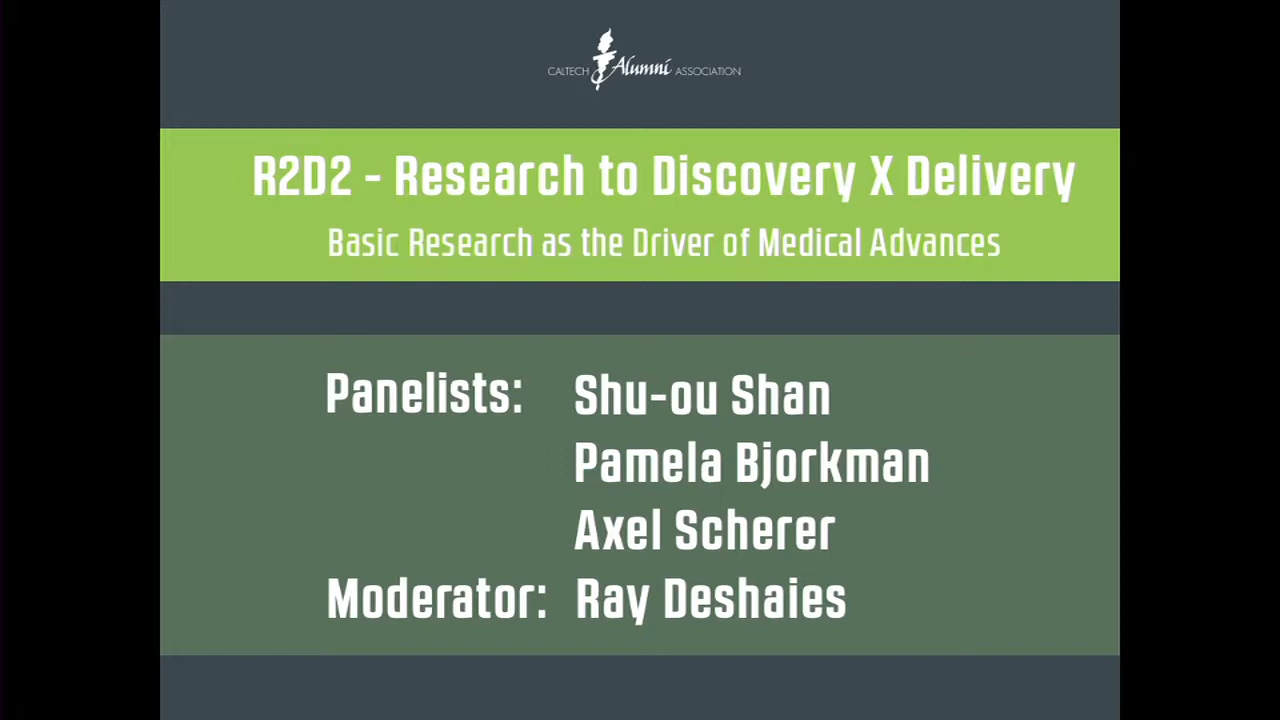 CALTECH Alumni ASSOCIATION
R2D2 - Research to Discovery X Delivery
Basic Research as the Driver of Medical Advances
Panelists: Shu-ou Shan
Pamela Bjorkman
Axel Scherer
Moderator: Ray Deshaies